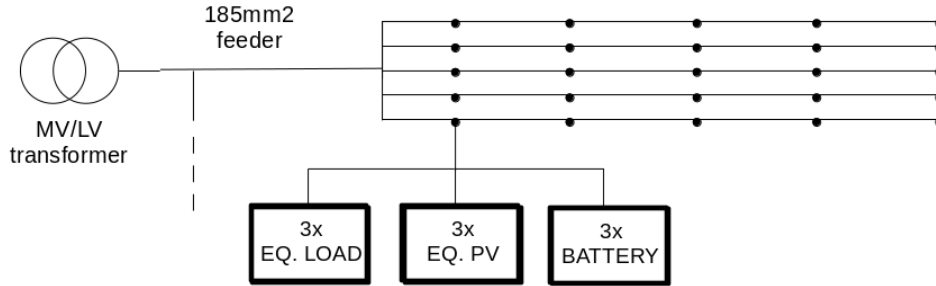 185mm2
feeder
MV/LV
transformer
3x
EQ. LOAD
3x
EQ. PV
3x
BATTERY